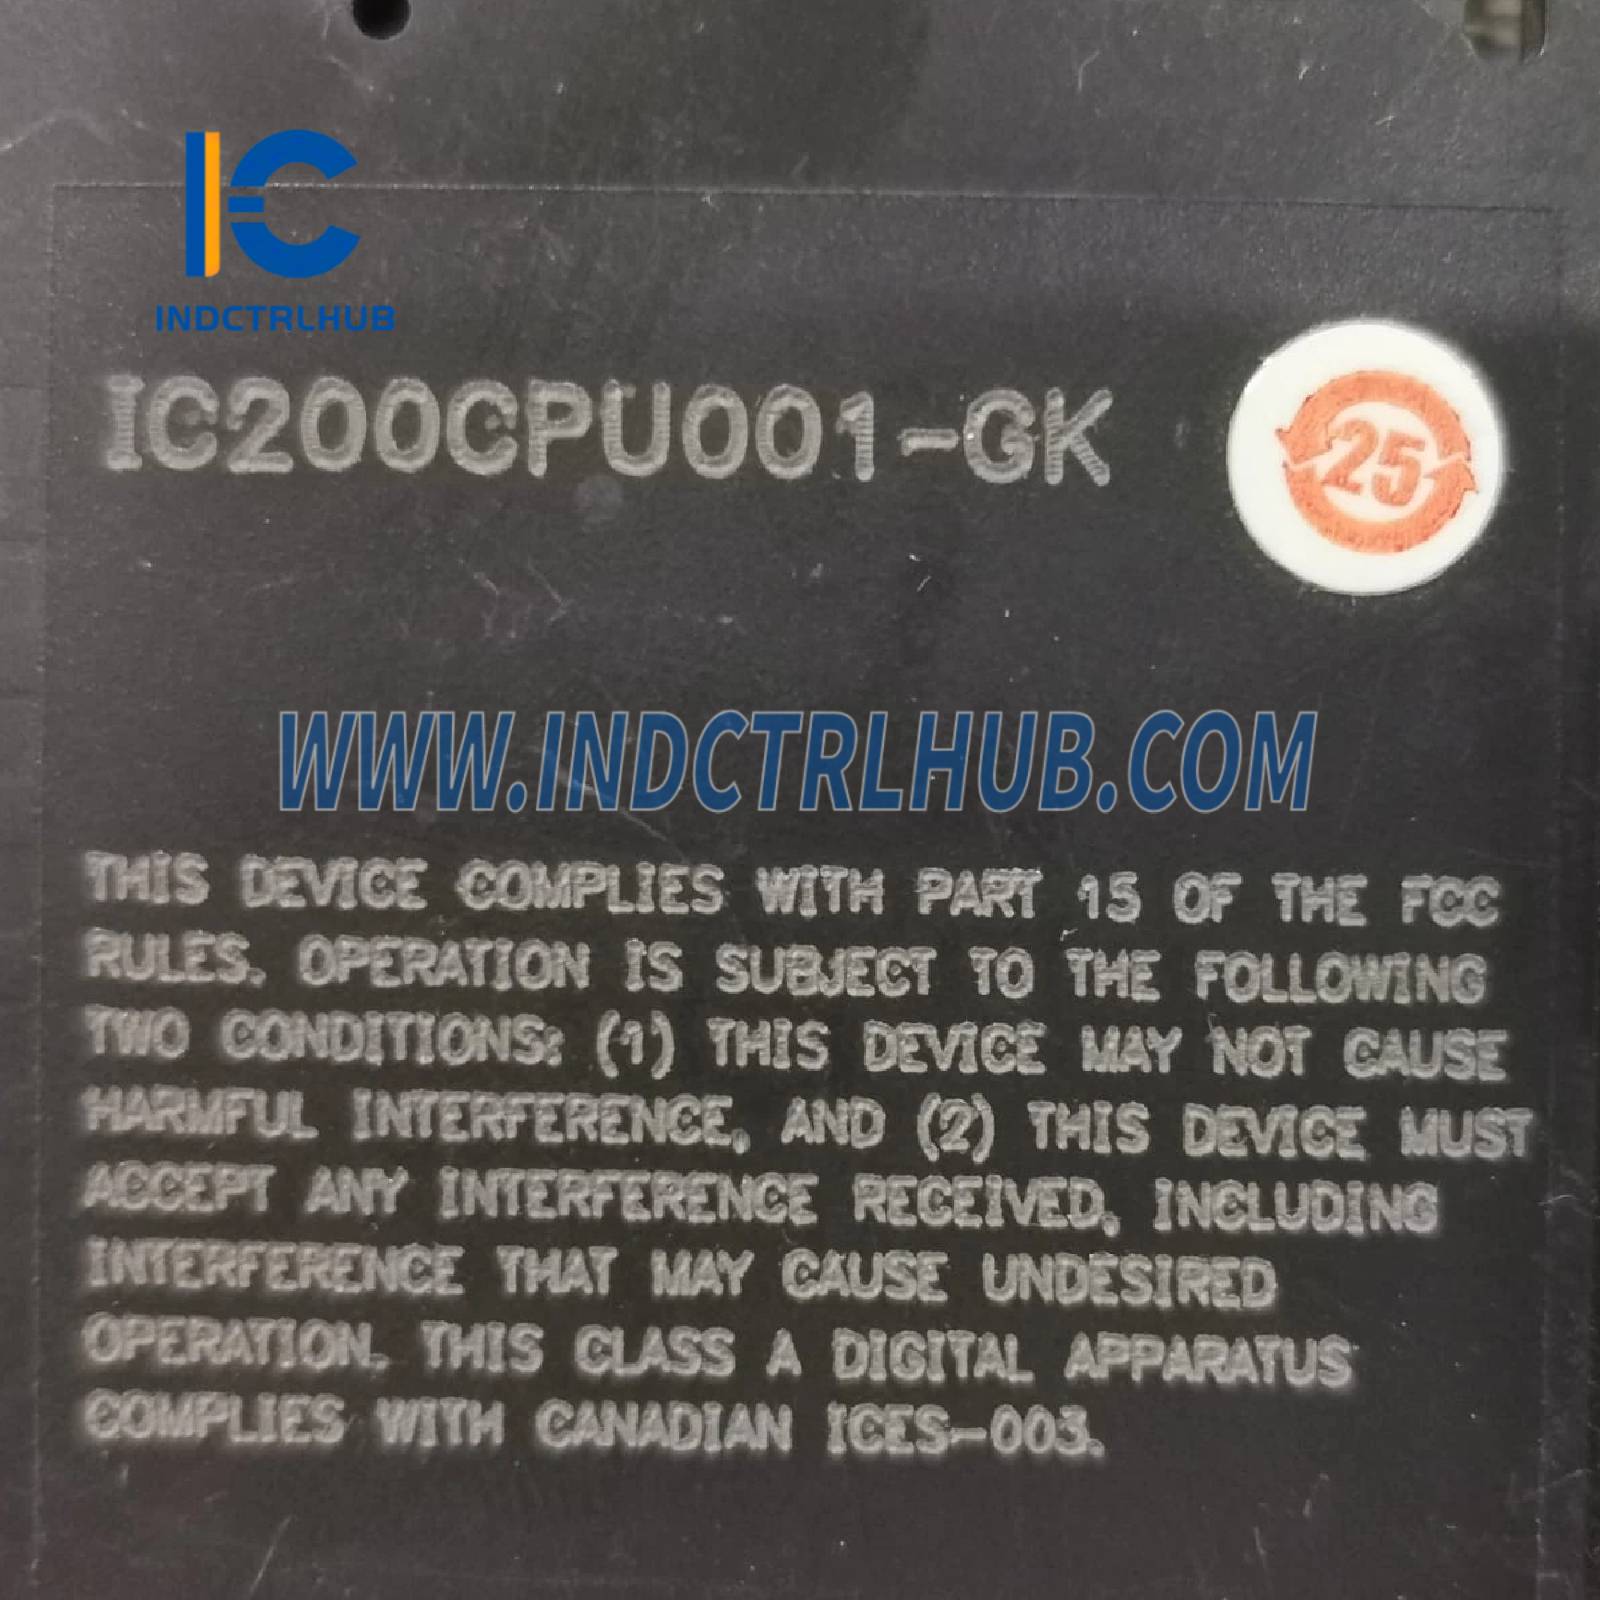 INDCTRLHUB
IC200CPU001-GK
25
WWW.INDCTRLHUB.COM
THIS DEVICE COMPLIES WITH PART 15 OF THE FCC
RULES. OPERATION IS SUBJECT TO THE FOLLOWING
TWO CONDITIONS: (1) THIS DEVICE MAY NOT CAUSE
HARMFUL INTERFERENCE, AND (2) THIS DEVICE MUST
ACCEPT ANY INTERFERENCE RECEIVED, INCLUDING
INTERFERENCE THAT MAY CAUSE UNDESIRED
OPERATION. THIS CLASS A DIGITAL APPARATUS
COMPLIES WITH CANADIAN ICES-003.